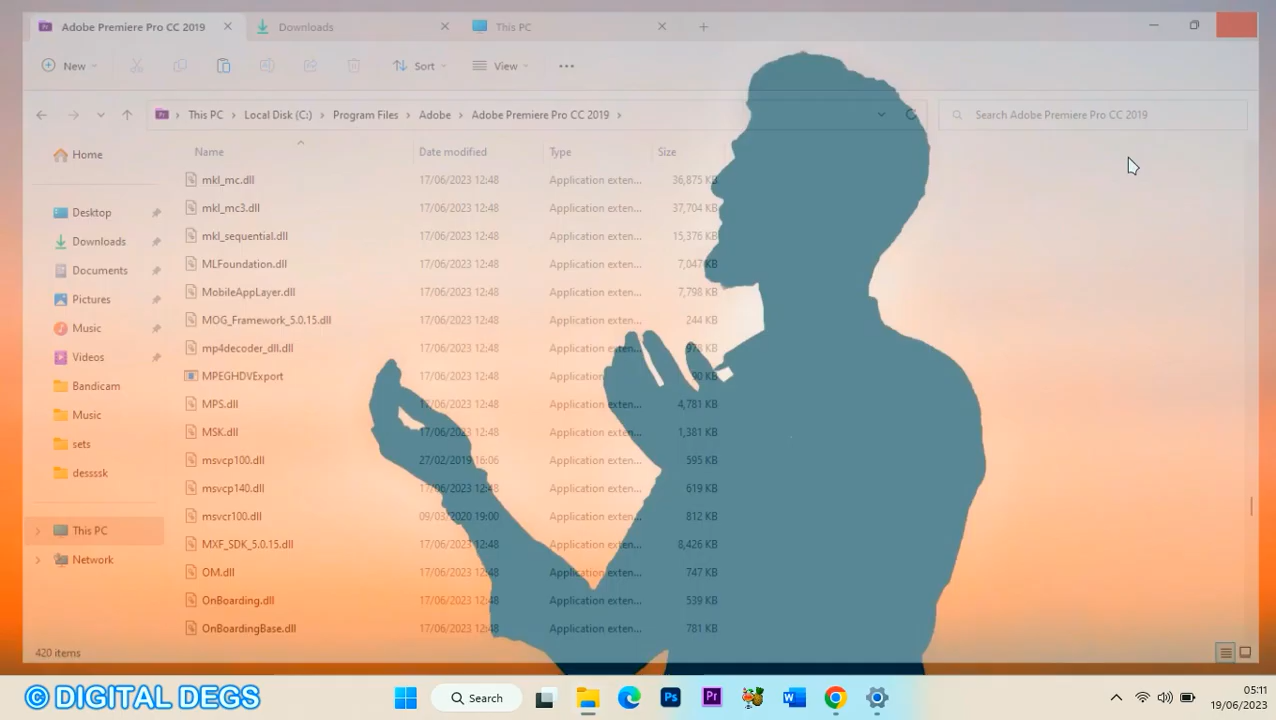 Adobe Premiere Pro CC 2019
Downloads
This PC
New
Sort
View
This PC
Local Disk (C:)
Program Files
Adobe
Adobe Premiere Pro CC 2019
Search Adobe Premiere Pro CC 2019
Home
Desktop
Downloads
Documents
Pictures
Music
Videos
Bandicam
Music
sets
desssk
This PC
Network
Name Date modified Type Size
mkl_mc.dll 17/06/2023 12:48 Application exten... 36,875 KB
mkl_mc3.dll 17/06/2023 12:48 Application exten... 37,704 KB
mkl_sequential.dll 17/06/2023 12:48 Application exten... 15,376 KB
MLFoundation.dll 17/06/2023 12:48 Application exten... 7,047 KB
MobileAppLayer.dll 17/06/2023 12:48 Application exten... 7,798 KB
MOG_Framework_5.0.15.dll 17/06/2023 12:48 Application exten... 244 KB
mp4decoder_dll.dll 17/06/2023 12:48 Application exten... KB
MPEGHDVExport 17/06/2023 12:48 Application 90 KB
MPS.dll 17/06/2023 12:48 Application exten... 4,781 KB
MSK.dll 17/06/2023 12:48 Application exten... 1,381 KB
msvcp100.dll 27/02/2019 16:06 Application exten... 595 KB
msvcp140.dll 17/06/2023 12:48 Application exten... 619 KB
msvcr100.dll 09/03/2020 19:00 Application exten... 812 KB
MXF_SDK_5.0.15.dll 17/06/2023 12:48 Application exten... 8,426 KB
OM.dll 17/06/2023 12:48 Application exten... 747 KB
OnBoarding.dll 17/06/2023 12:48 Application exten... 539 KB
OnBoardingBase.dll 17/06/2023 12:48 Application exten... 781 KB
420 items
© DIGITAL DEGS
Search
Ps
Pr
W
05:11
19/06/2023